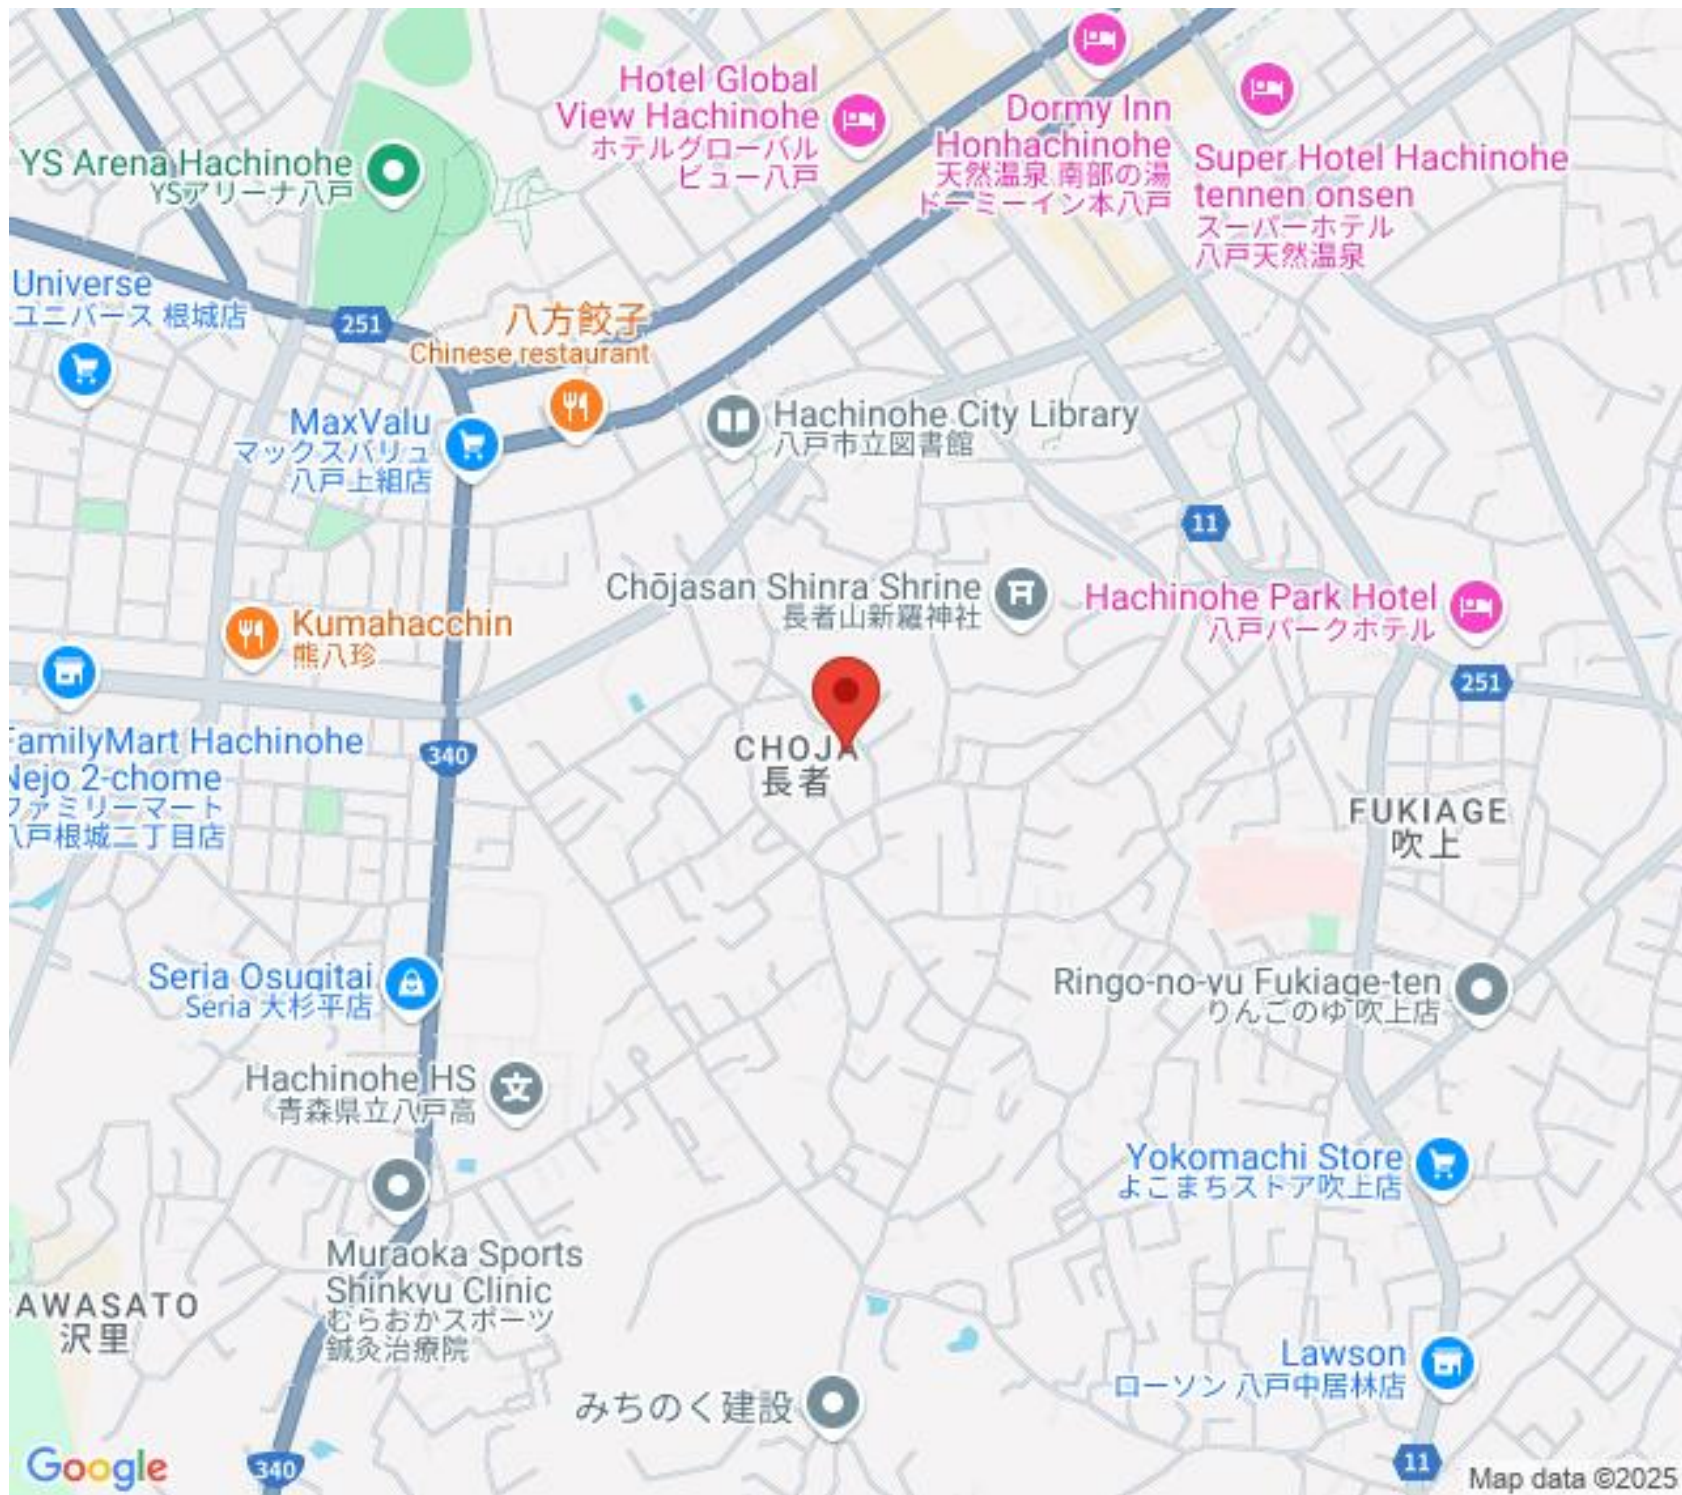 Hotel Global
View Hachinohe
ホテルグローバル
ビュー八戸
Dormy Inn
Honhachinohe
天然温泉 南部の湯
ドーミーイン本八戸
Super Hotel Hachinohe
tennen onsen
スーパーホテル
八戸天然温泉
YS Arena Hachinohe
YSアリーナ八戸
Universe
ユニバース 根城店
251
八方餃子
Chinese restaurant
MaxValu
マックスバリュ
八戸上組店
Hachinohe City Library
八戸市立図書館
11
Chōjasan Shinra Shrine
長者山新羅神社
Hachinohe Park Hotel
八戸パークホテル
Kumahacchin
熊八珍
251
FamilyMart Hachinohe
Nejo 2-chome
ファミリーマート
八戸根城二丁目店
340
CHOJA
長者
FUKIAGE
吹上
Seria Osugitai
Seria 大杉平店
Ringo-no-yu Fukiage-ten
りんごのゆ 吹上店
Hachinohe HS
青森県立八戸高
文
Yokomachi Store
よこまちストア吹上店
Muraoka Sports
Shinkyu Clinic
むらおかスポーツ
鍼灸治療院
AWASATO
沢里
Lawson
ローソン 八戸中居林店
みちのく建設
Google
340
11
Map data ©2025